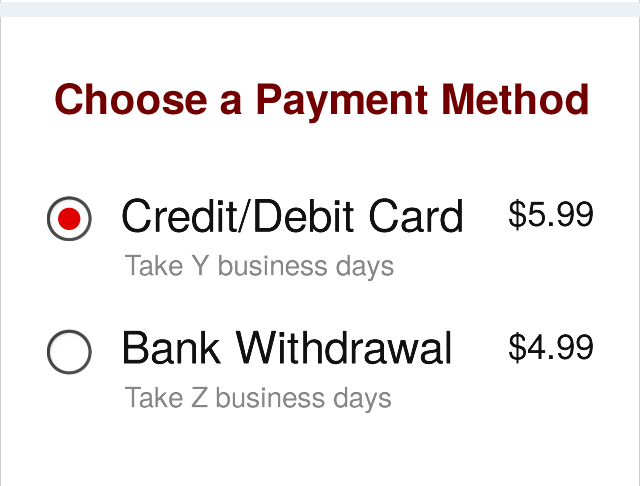 Choose a Payment Method
Credit/Debit Card $5.99
Take Y business days
Bank Withdrawal $4.99
Take Z business days